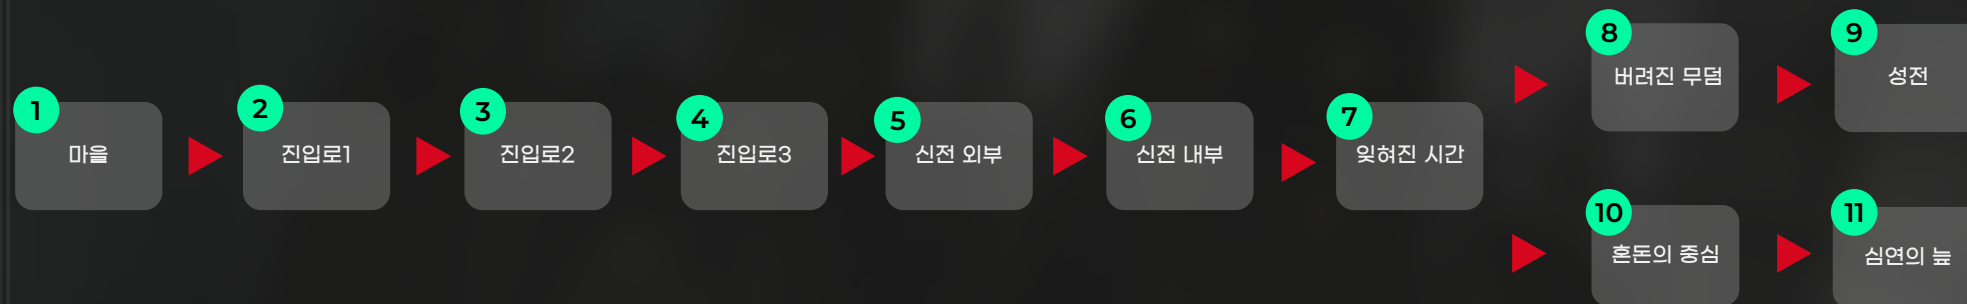 1
마을
2
진입로1
3
진입로2
4
진입로3
5
신전 외부
6
신전 내부
7
잊혀진 시간
8
버려진 무덤
9
성전
10
혼돈의 중심
11
심연의 늪